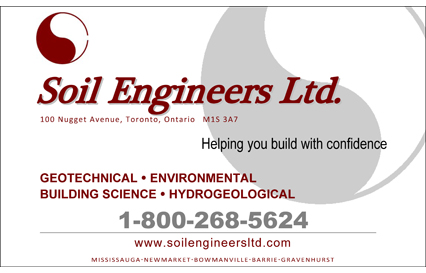 Soil Engineers Ltd.
100 Nugget Avenue, Toronto, Ontario M1S 3A7
Helping you build with confidence
GEOTECHNICAL • ENVIRONMENTAL
BUILDING SCIENCE • HYDROGEOLOGICAL
1-800-268-5624
www.soilengineersltd.com
MISSISSAUGA-NEWMARKET-BOWMANVILLE-BARRIE-GRAVENHURST